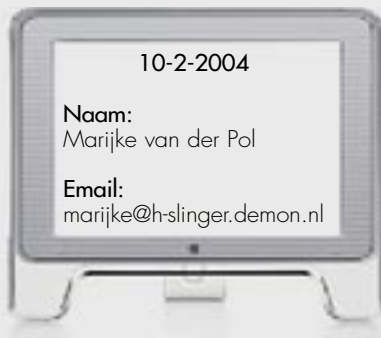 10-2-2004
Naam:
Marijke van der Pol
Email:
marijke@h-slinger.demon.nl